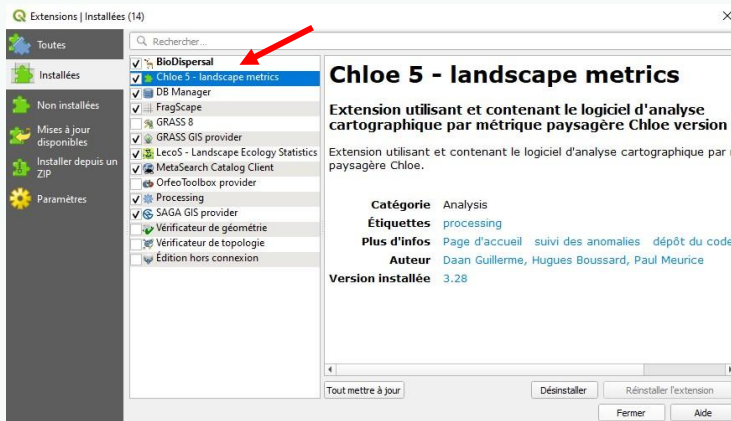 Extensions | Installées (14)
Toutes
Installées
Non installées
Mises à jour
disponibles
Installer depuis un
ZIP
Paramètres
Rechercher...
BioDispersal
Chloe 5 - landscape metrics
DB Manager
FragScape
GRASS 8
GRASS GIS provider
LecoS - Landscape Ecology Statistics
MetaSearch Catalog Client
OrfeoToolbox provider
Processing
SAGA GIS provider
Vérificateur de géométrie
Vérificateur de topologie
Édition hors connexion
Chloe 5 - landscape metrics
Extension utilisant et contenant le logiciel d'analyse
cartographique par métrique paysagère Chloe version
Extension utilisant et contenant le logiciel d'analyse cartographique par
paysagère Chloe.
Catégorie Analysis
Étiquettes processing
Plus d'infos Page d'accueil suivi des anomalies dépôt du code
Auteur Daan Guillerme, Hugues Boussard, Paul Meurice
Version installée 3.28
Tout mettre à jour Désinstaller Réinstaller l'extension
Fermer Aide